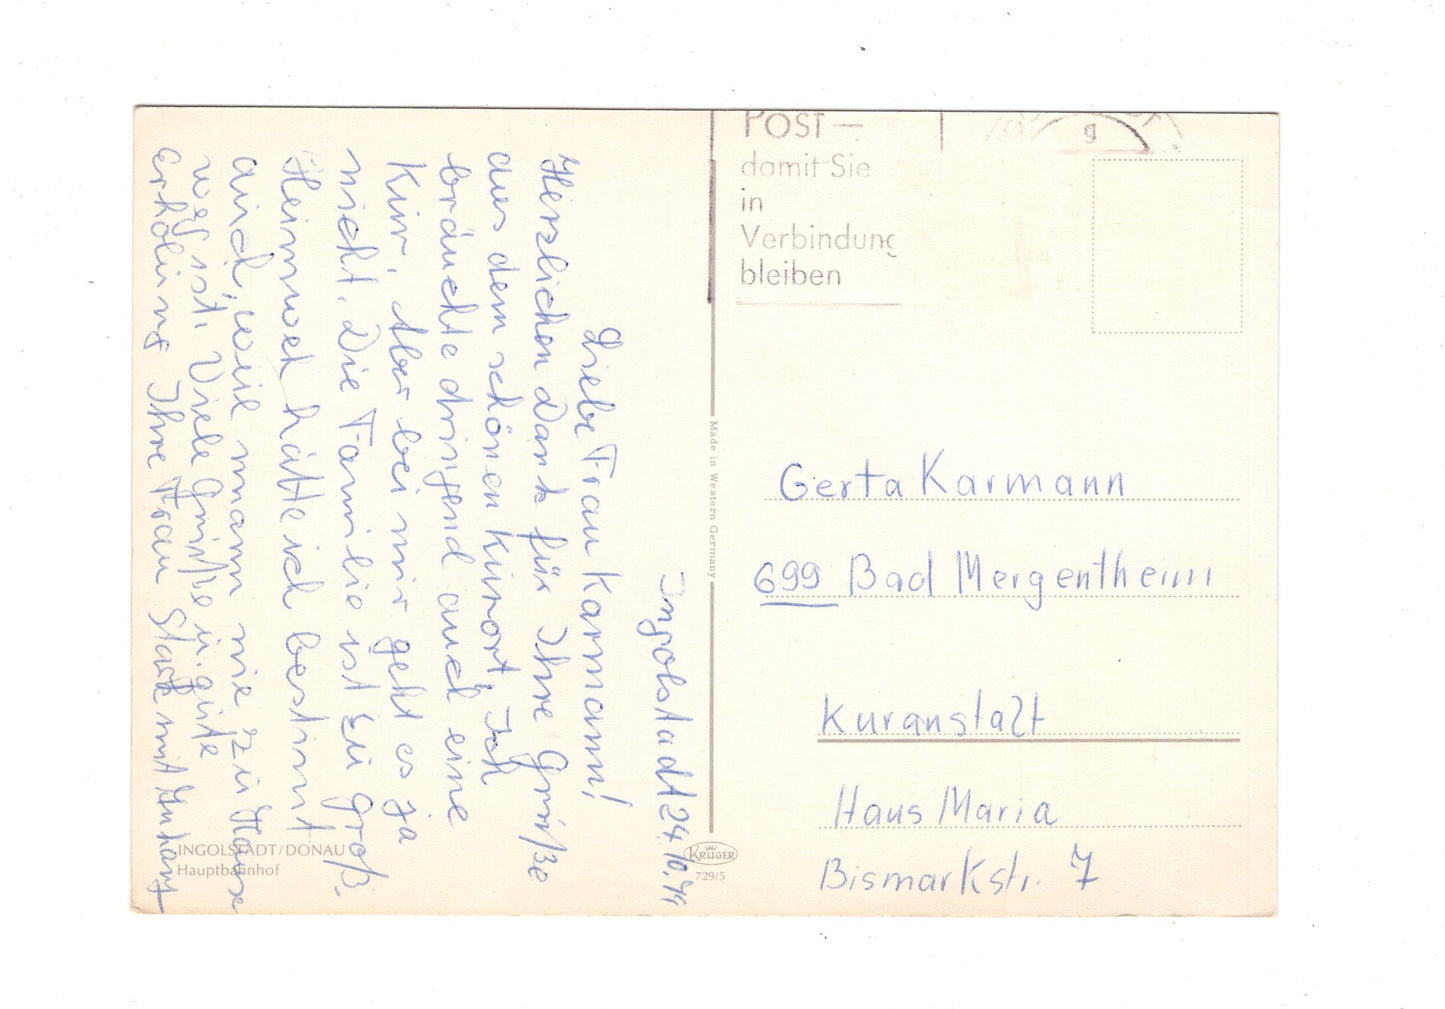 Ingolstadt 24.10.74
Liebe Frau Karmann!
Herzlichen Dank für Ihre Grüße
aus dem schönen Kurort, Ich
bräuchte dringend auch eine
Kur, Aber bei mir geht es ja
nicht. Die Familie ist zu groß.
Heimweh hätte ich bestimt
auch, weil mann nie zu Hause
weg ist. Viele Grüße u. gute
Erholung Ihre Frau Stark mit Anhang
INGOLSTADT/DONAU
Hauptbahnhof
Made in Western Germany
KRÜGER
729/5
POST—
damit Sie
in
Verbindung
bleiben
g
Gerta Karmann
699 Bad Mergentheim
Kuranstalt
Haus Maria
Bismarkstr. 7